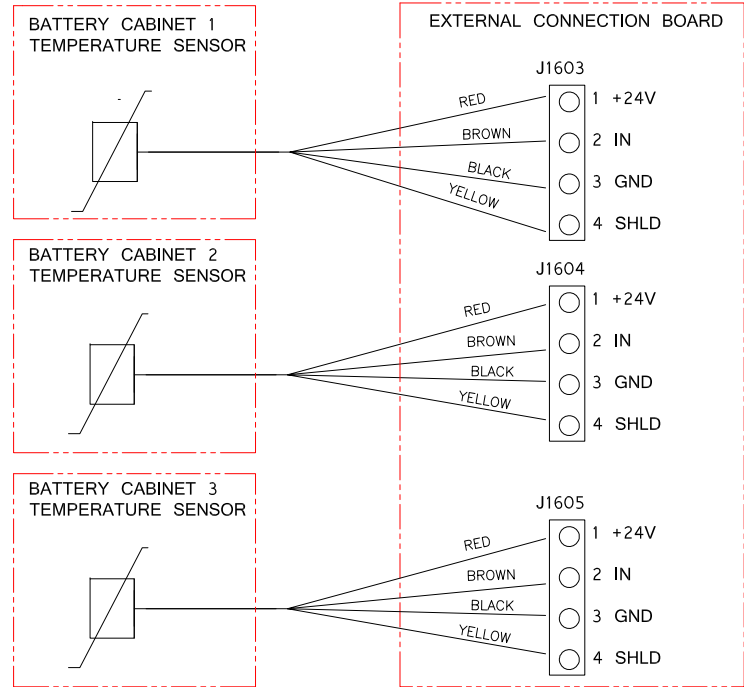 BATTERY CABINET 1
TEMPERATURE SENSOR
EXTERNAL CONNECTION BOARD
J1603
RED
1 +24V
BROWN
2 IN
BLACK
3 GND
YELLOW
4 SHLD
BATTERY CABINET 2
TEMPERATURE SENSOR
J1604
RED
1 +24V
BROWN
2 IN
BLACK
3 GND
YELLOW
4 SHLD
BATTERY CABINET 3
TEMPERATURE SENSOR
J1605
RED
1 +24V
BROWN
2 IN
BLACK
3 GND
YELLOW
4 SHLD